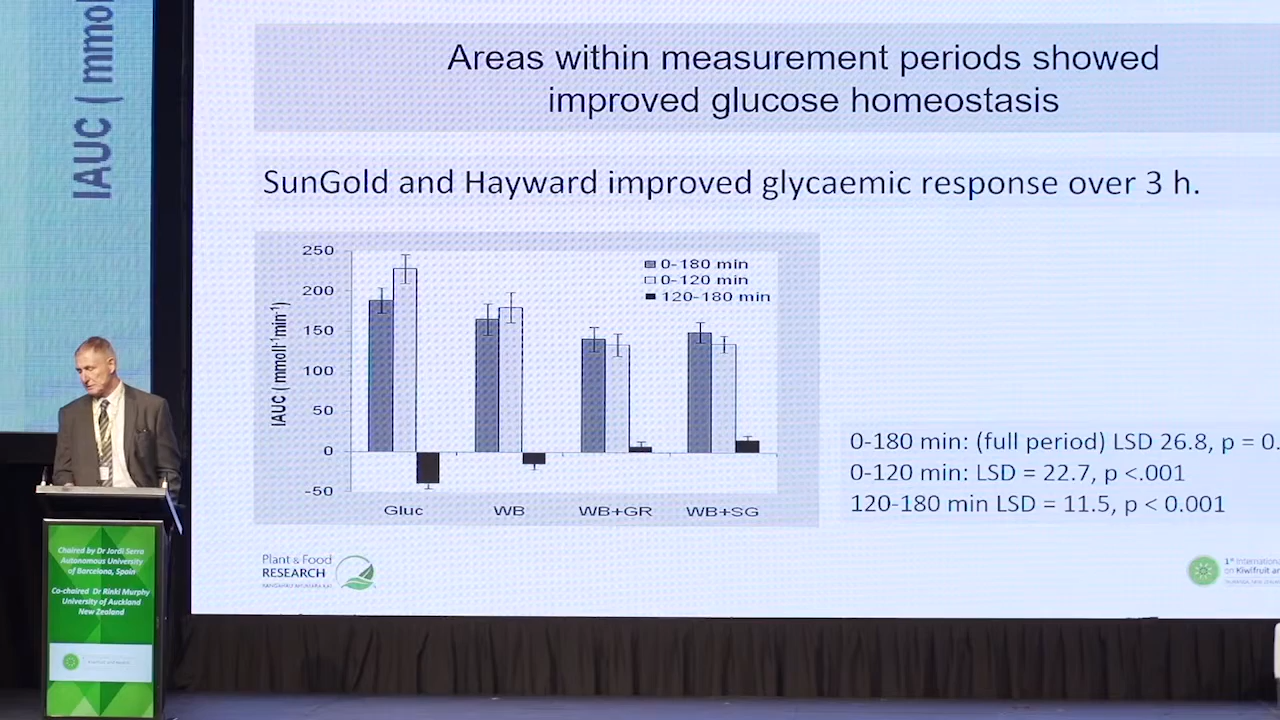 IAUC ( mmol
Areas within measurement periods showed
improved glucose homeostasis
SunGold and Hayward improved glycaemic response over 3 h.
IAUC ( mmoll⁻¹min⁻¹)
250
200
150
100
50
0
-50
0-180 min
0-120 min
120-180 min
Gluc
WB
WB+GR
WB+SG
0-180 min: (full period) LSD 26.8, p = 0.
0-120 min: LSD = 22.7, p <.001
120-180 min LSD = 11.5, p < 0.001
Plant & Food
RESEARCH
1st International
on Kiwifruit an
Chaired by Dr Jordi Serra
Autonomous University
of Barcelona, Spain
Co-chaired Dr Rinki Murphy
University of Auckland
New Zealand